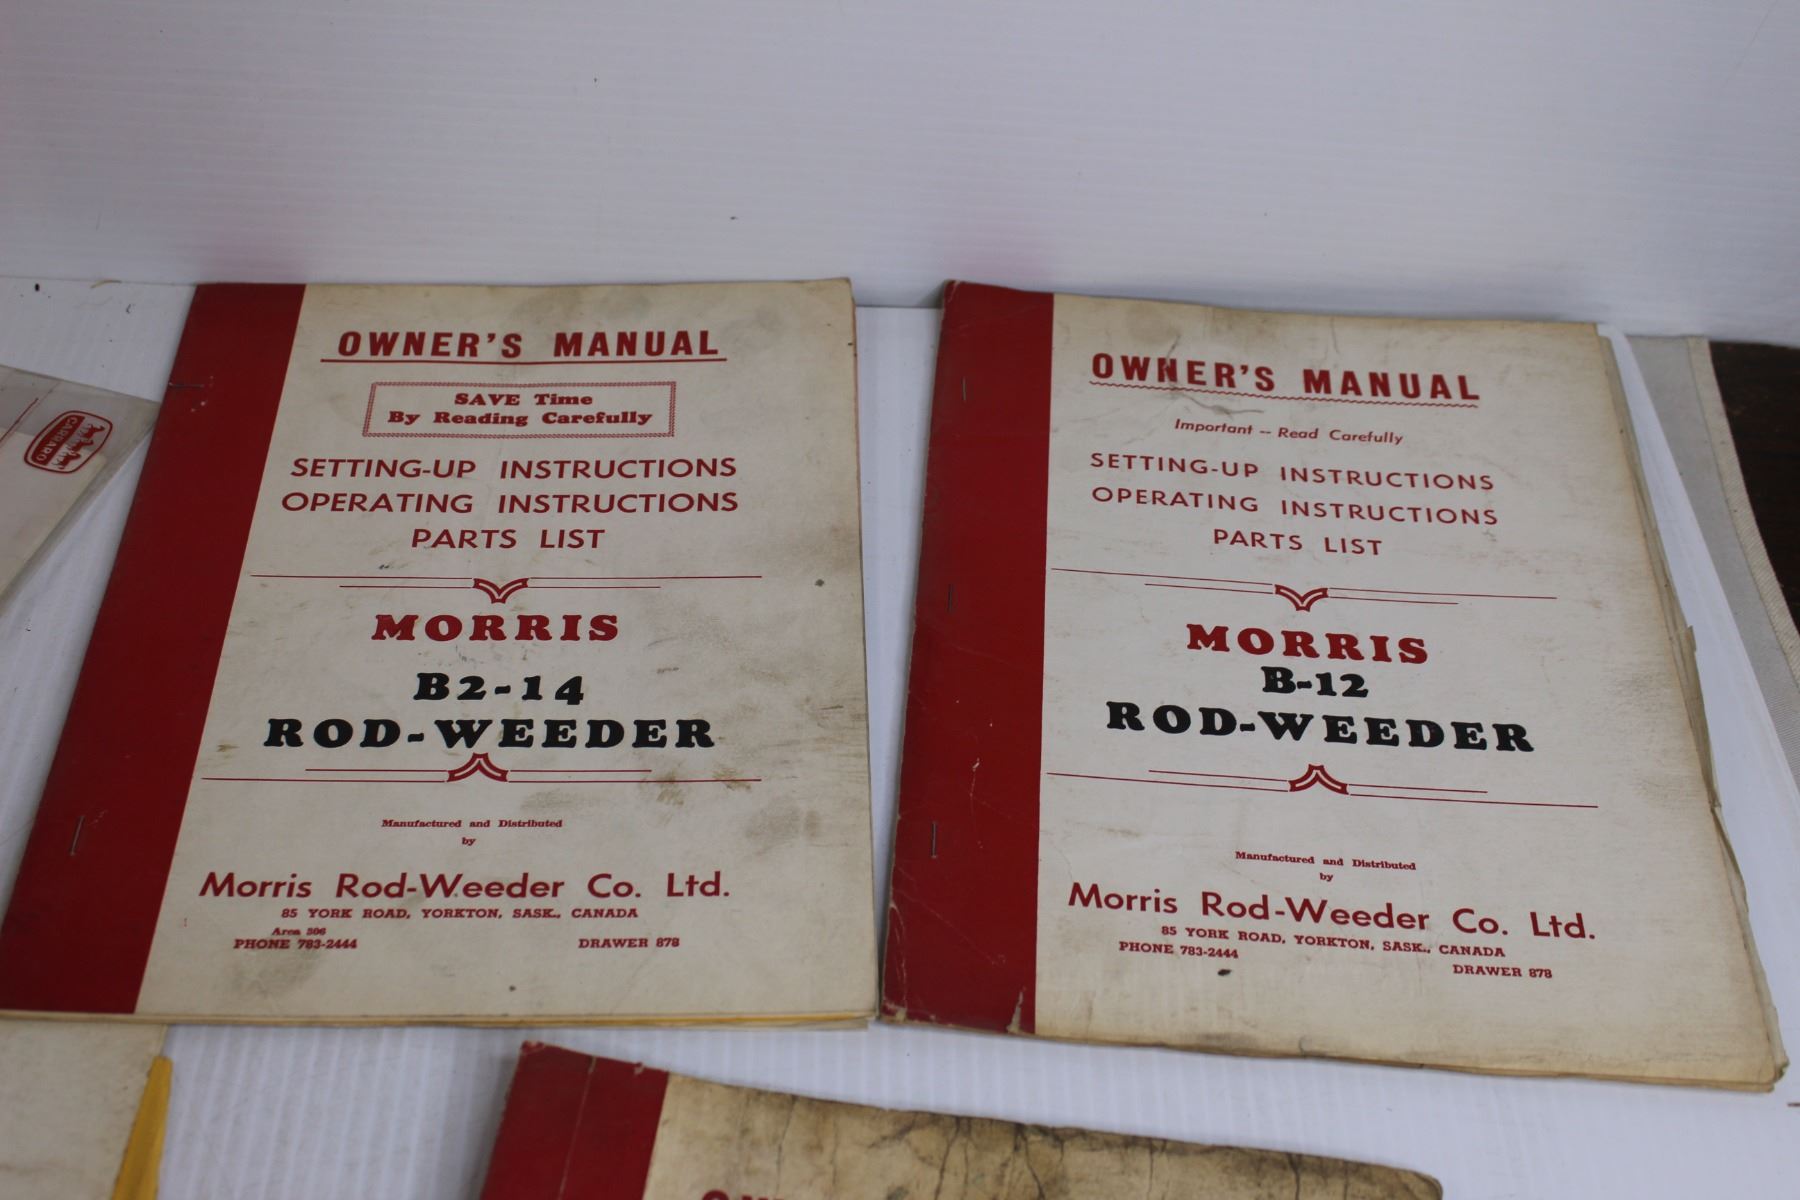 OWNER'S MANUAL
SAVE Time
By Reading Carefully
SETTING-UP INSTRUCTIONS
OPERATING INSTRUCTIONS
PARTS LIST
MORRIS
B2-14
ROD-WEEDER
Manufactured and Distributed
by
Morris Rod-Weeder Co. Ltd.
85 YORK ROAD, YORKTON, SASK., CANADA
Area 306
PHONE 783-2444 DRAWER 878
OWNER'S MANUAL
Important -- Read Carefully
SETTING-UP INSTRUCTIONS
OPERATING INSTRUCTIONS
PARTS LIST
MORRIS
B-12
ROD-WEEDER
Manufactured and Distributed
by
Morris Rod-Weeder Co. Ltd.
85 YORK ROAD, YORKTON, SASK., CANADA
PHONE 783-2444
DRAWER 878
CARRARO